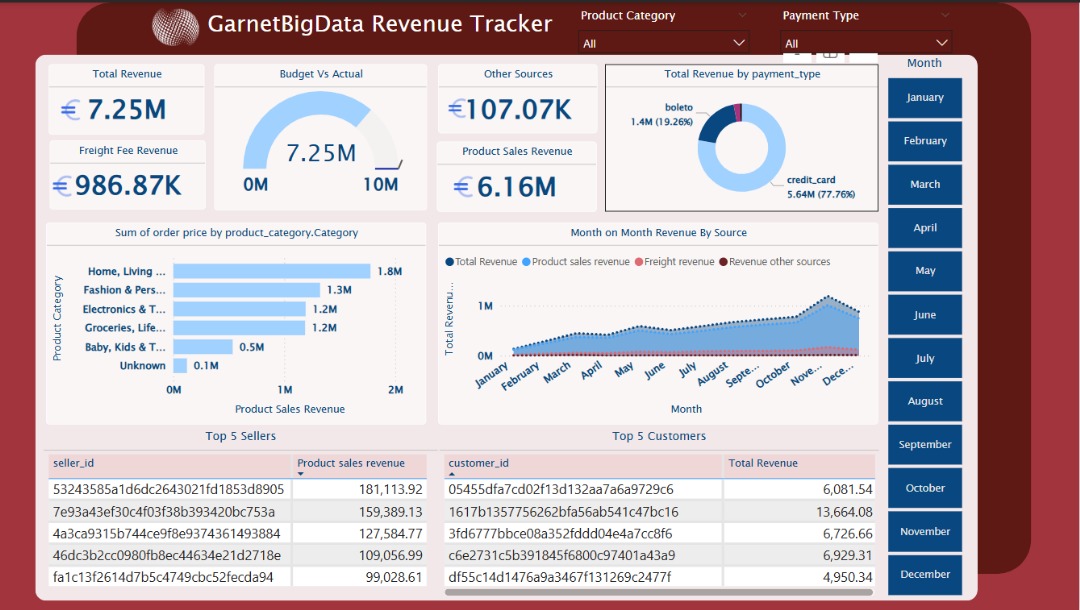 GarnetBigData Revenue Tracker
Product Category
All
Payment Type
All
Total Revenue
€ 7.25M
Freight Fee Revenue
€ 986.87K
Budget Vs Actual
7.25M
0M
10M
Other Sources
€107.07K
Product Sales Revenue
€ 6.16M
Total Revenue by payment_type
boleto
1.4M (19.26%)
credit_card
5.64M (77.76%)
Sum of order price by product_category.Category
Product Category
Home, Living ... 1.8M
Fashion & Pers... 1.3M
Electronics & T... 1.2M
Groceries, Life... 1.2M
Baby, Kids & T... 0.5M
Unknown 0.1M
0M 1M 2M
Product Sales Revenue
Month on Month Revenue By Source
Total Revenue Product sales revenue Freight revenue Revenue other sources
Total Revenu...
1M
0M
January February March April May June July August Septe... October Nove... Dece...
Month
Top 5 Sellers
seller_id Product sales revenue
53243585a1d6dc2643021fd1853d8905 181,113.92
7e93a43ef30c4f03f38b393420bc753a 159,389.13
4a3ca9315b744ce9f8e9374361493884 127,584.77
46dc3b2cc0980fb8ec44634e21d2718e 109,056.99
fa1c13f2614d7b5c4749cbc52fecda94 99,028.61
Top 5 Customers
customer_id Total Revenue
05455dfa7cd02f13d132aa7a6a9729c6 6,081.54
1617b1357756262bfa56ab541c47bc16 13,664.08
3fd6777bbce08a352fddd04e4a7cc8f6 6,726.66
c6e2731c5b391845f6800c97401a43a9 6,929.31
df55c14d1476a9a3467f131269c2477f 4,950.34
Month
January
February
March
April
May
June
July
August
September
October
November
December